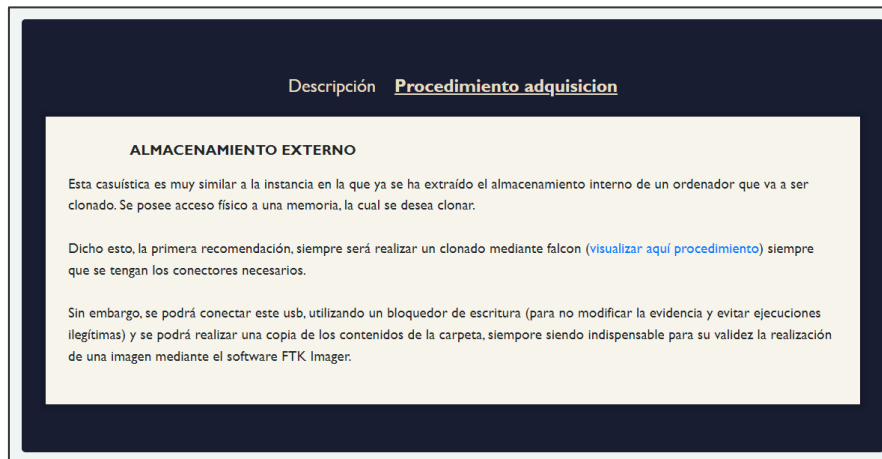 Descripción Procedimiento adquisicion
ALMACENAMIENTO EXTERNO
Esta casuística es muy similar a la instancia en la que ya se ha extraído el almacenamiento interno de un ordenador que va a ser
clonado. Se posee acceso físico a una memoria, la cual se desea clonar.
Dicho esto, la primera recomendación, siempre será realizar un clonado mediante falcon (visualizar aquí procedimiento) siempre
que se tengan los conectores necesarios.
Sin embargo, se podrá conectar este usb, utilizando un bloquedor de escritura (para no modificar la evidencia y evitar ejecuciones
ilegítimas) y se podrá realizar una copia de los contenidos de la carpeta, siempore siendo indispensable para su validez la realización
de una imagen mediante el software FTK Imager.